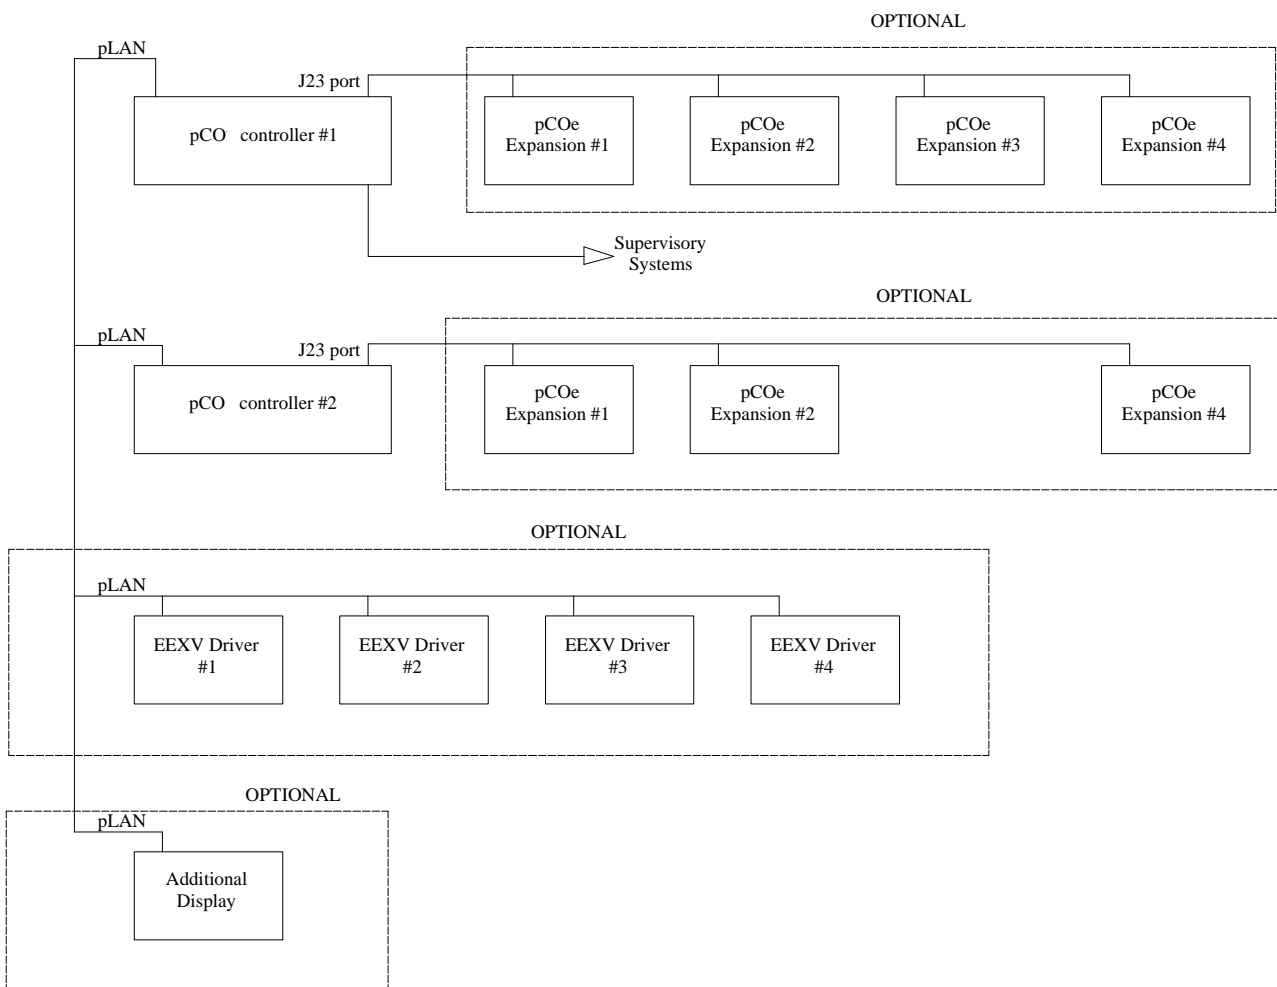 OPTIONAL
pLAN
J23 port
pCO controller #1
pCOe
Expansion #1
pCOe
Expansion #2
pCOe
Expansion #3
pCOe
Expansion #4
Supervisory
Systems
OPTIONAL
pLAN
J23 port
pCO controller #2
pCOe
Expansion #1
pCOe
Expansion #2
pCOe
Expansion #4
OPTIONAL
pLAN
EEXV Driver
#1
EEXV Driver
#2
EEXV Driver
#3
EEXV Driver
#4
OPTIONAL
pLAN
Additional
Display